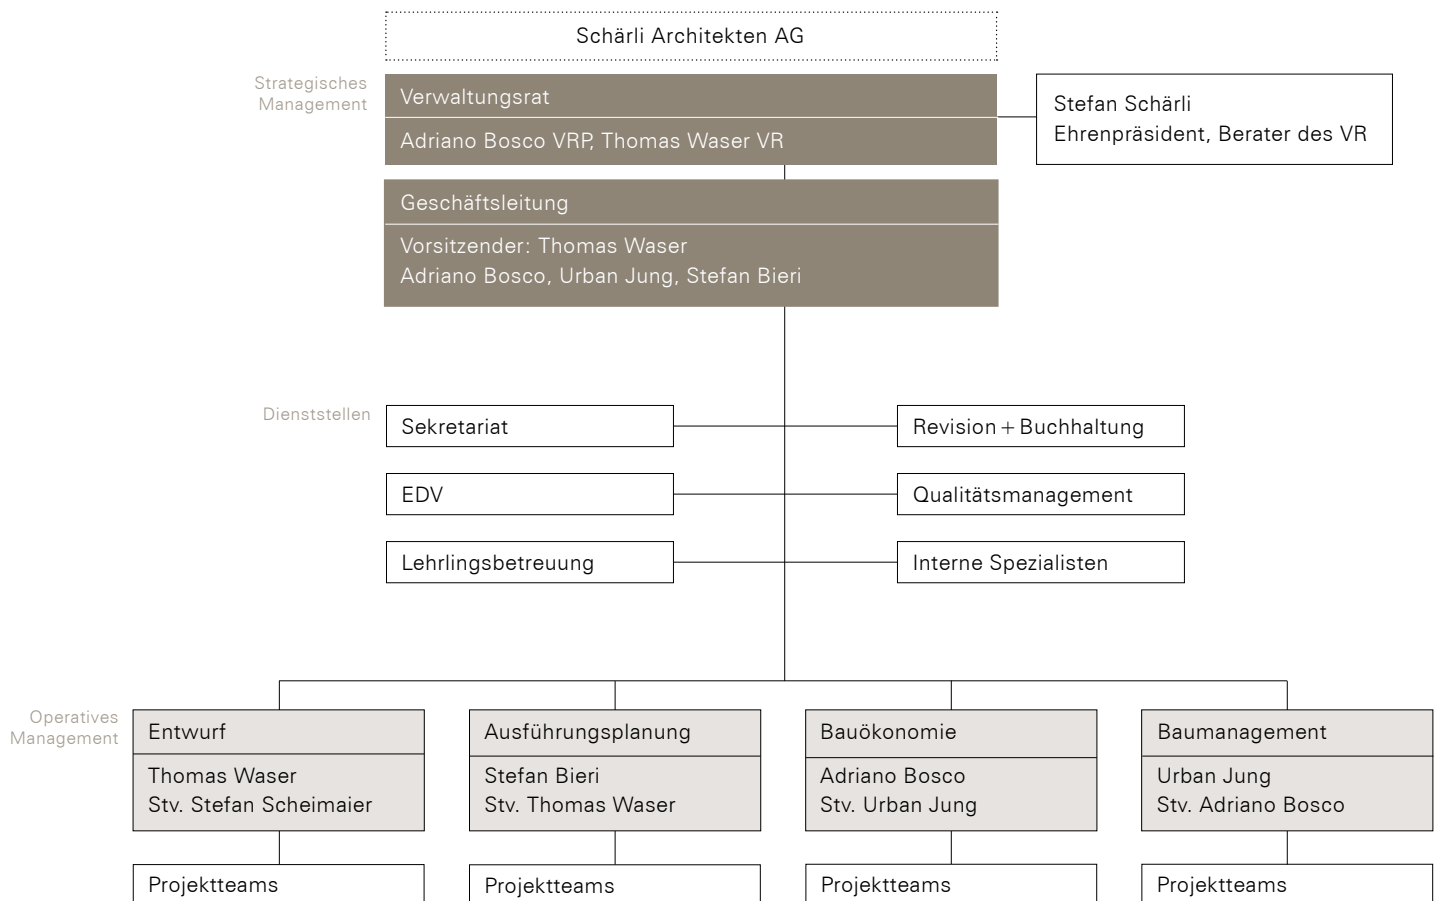 Schärli Architekten AG
Strategisches
Management
Verwaltungsrat
Adriano Bosco VRP, Thomas Waser VR
Stefan Schärli
Ehrenpräsident, Berater des VR
Geschäftsleitung
Vorsitzender: Thomas Waser
Adriano Bosco, Urban Jung, Stefan Bieri
Dienststellen
Sekretariat
Revision + Buchhaltung
EDV
Qualitätsmanagement
Lehrlingsbetreuung
Interne Spezialisten
Operatives
Management
Entwurf
Thomas Waser
Stv. Stefan Scheimaier
Ausführungsplanung
Stefan Bieri
Stv. Thomas Waser
Bauökonomie
Adriano Bosco
Stv. Urban Jung
Baumanagement
Urban Jung
Stv. Adriano Bosco
Projektteams
Projektteams
Projektteams
Projektteams